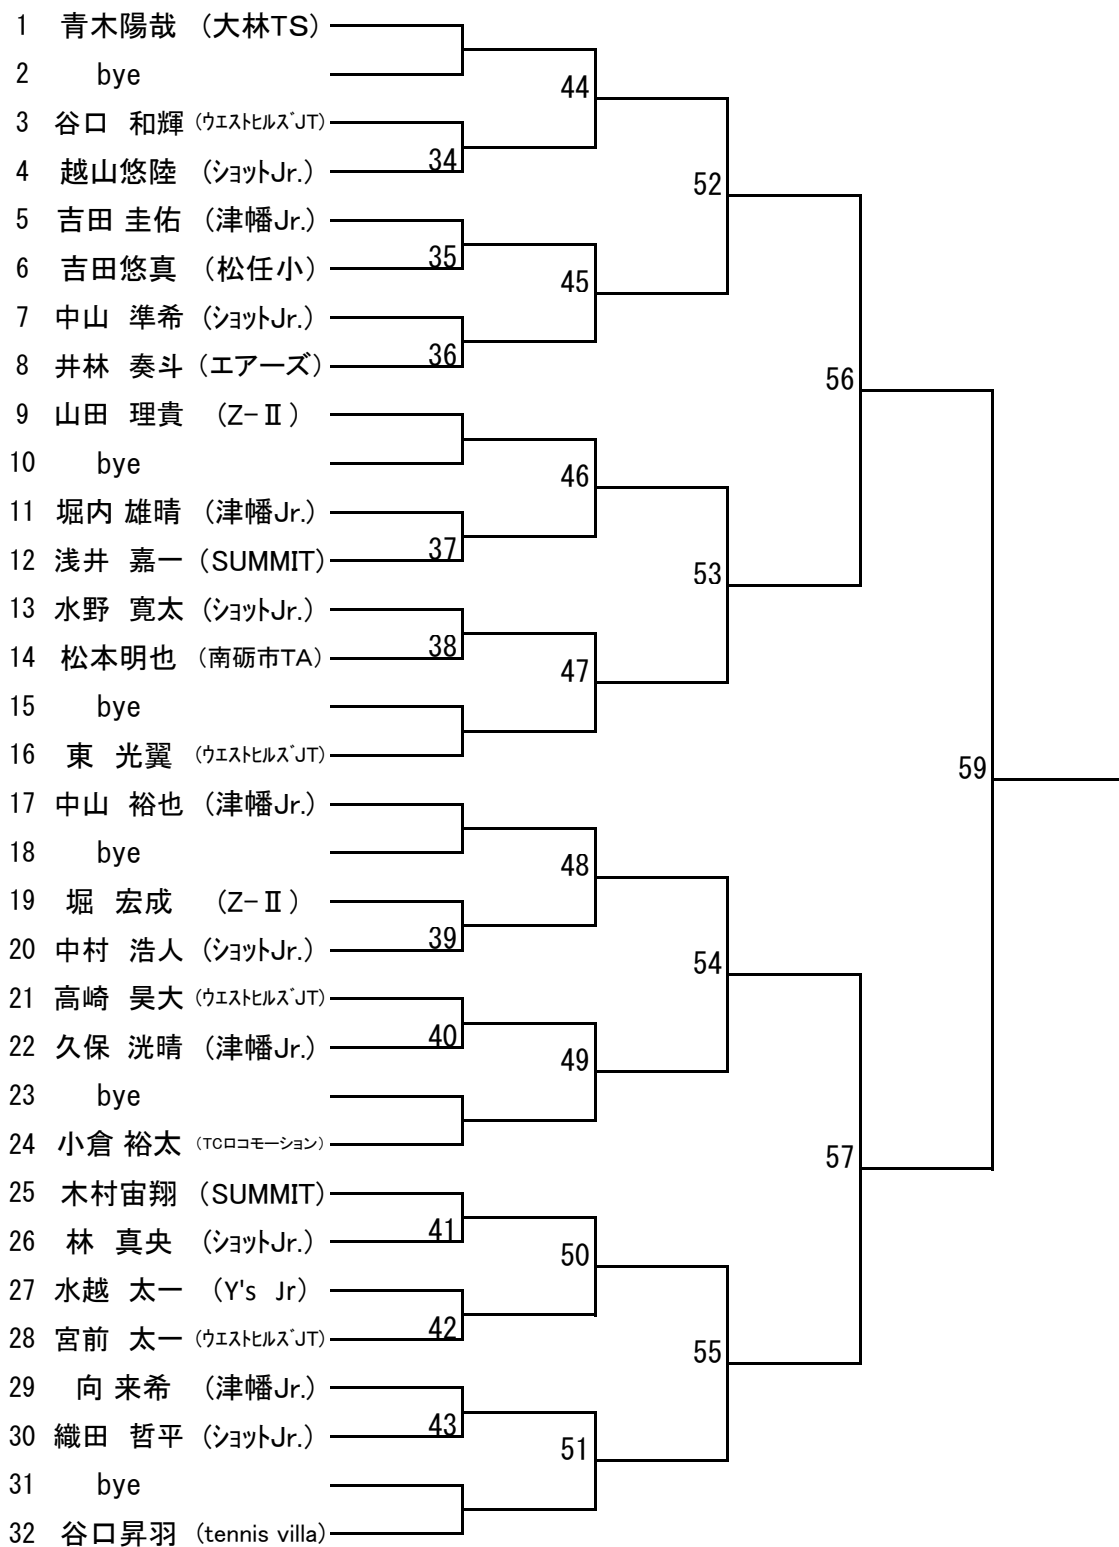 1 青木陽哉 (大林TS)
2 bye
44
3 谷口 和輝 (ウエストヒルズJT)
34
4 越山悠陸 (ショットJr.)
52
5 吉田 圭佑 (津幡Jr.)
35
6 吉田悠真 (松任小)
45
7 中山 準希 (ショットJr.)
36
8 井林 奏斗 (エアーズ)
56
9 山田 理貴 (Z-Ⅱ)
10 bye
46
11 堀内 雄晴 (津幡Jr.)
37
12 浅井 嘉一 (SUMMIT)
53
13 水野 寛太 (ショットJr.)
38
14 松本明也 (南砺市TA)
47
15 bye
16 東 光翼 (ウエストヒルズJT)
59
17 中山 裕也 (津幡Jr.)
18 bye
48
19 堀 宏成 (Z-Ⅱ)
39
20 中村 浩人 (ショットJr.)
54
21 高崎 昊大 (ウエストヒルズJT)
40
22 久保 洸晴 (津幡Jr.)
49
23 bye
24 小倉 裕太 (TCロコモーション)
57
25 木村宙翔 (SUMMIT)
41
26 林 真央 (ショットJr.)
50
27 水越 太一 (Y's Jr)
42
28 宮前 太一 (ウエストヒルズJT)
55
29 向 来希 (津幡Jr.)
43
30 織田 哲平 (ショットJr.)
51
31 bye
32 谷口昇羽 (tennis villa)